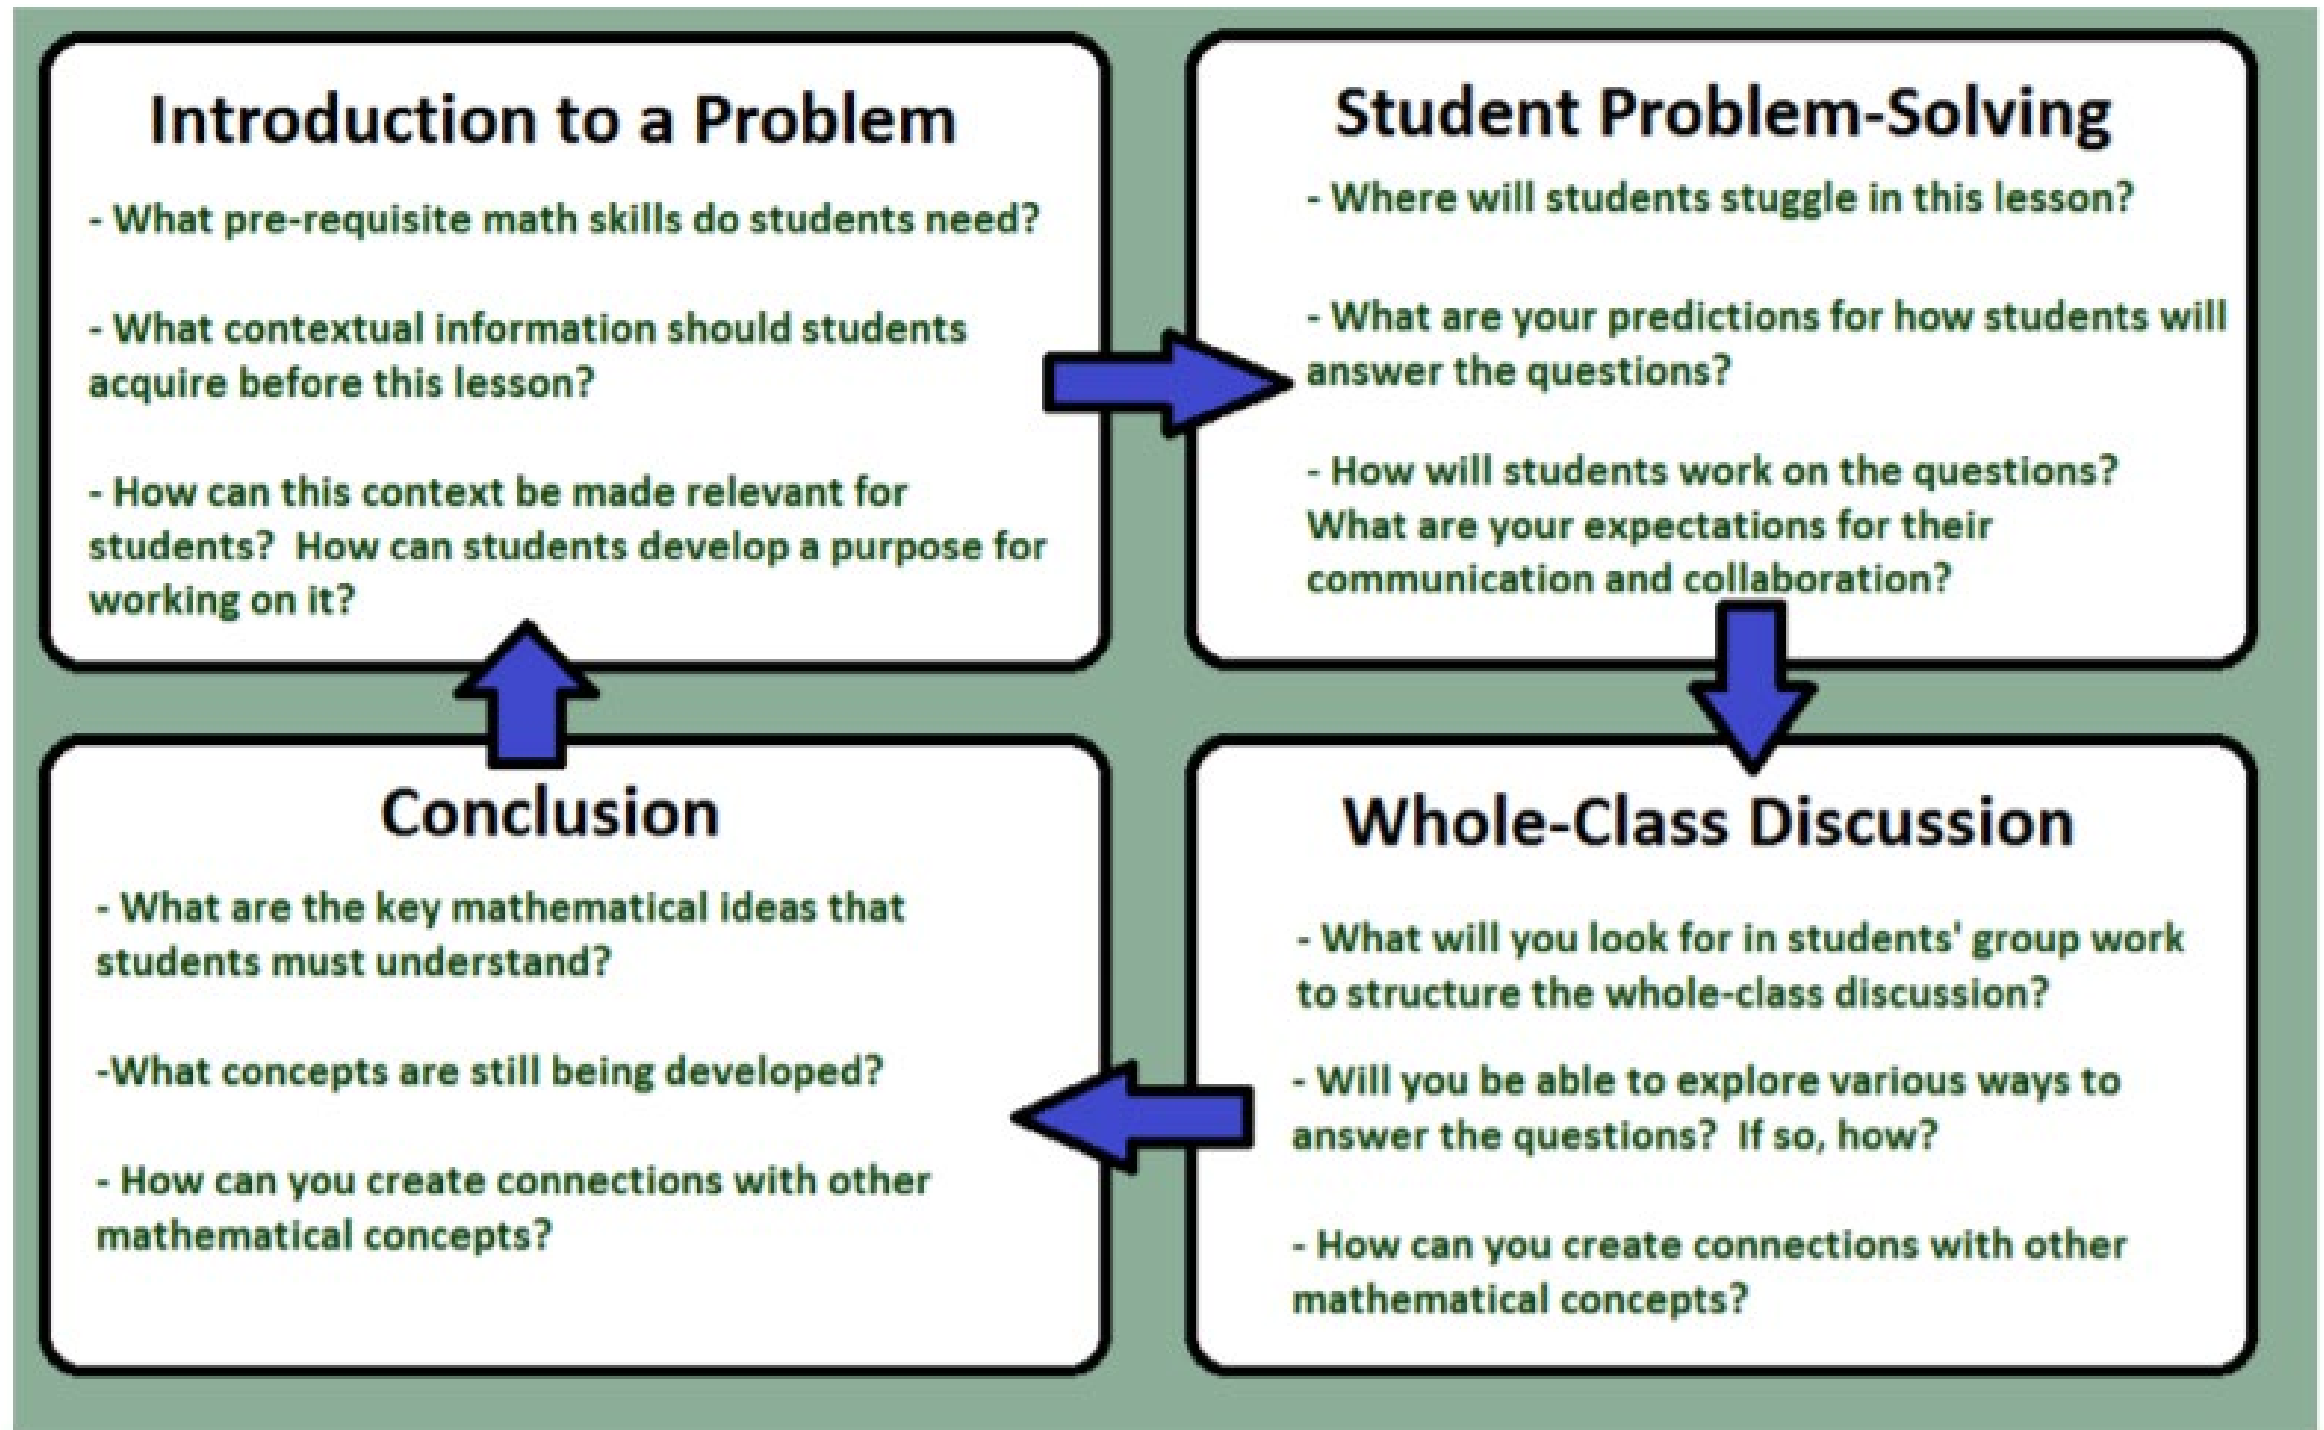 Introduction to a Problem
- What pre-requisite math skills do students need?
- What contextual information should students
acquire before this lesson?
- How can this context be made relevant for
students?  How can students develop a purpose for
working on it?
Student Problem-Solving
- Where will students stuggle in this lesson?
- What are your predictions for how students will
answer the questions?
- How will students work on the questions?
What are your expectations for their
communication and collaboration?
Whole-Class Discussion
- What will you look for in students' group work
to structure the whole-class discussion?
- Will you be able to explore various ways to
answer the questions?  If so, how?
- How can you create connections with other
mathematical concepts?
Conclusion
- What are the key mathematical ideas that
students must understand?
-What concepts are still being developed?
- How can you create connections with other
mathematical concepts?